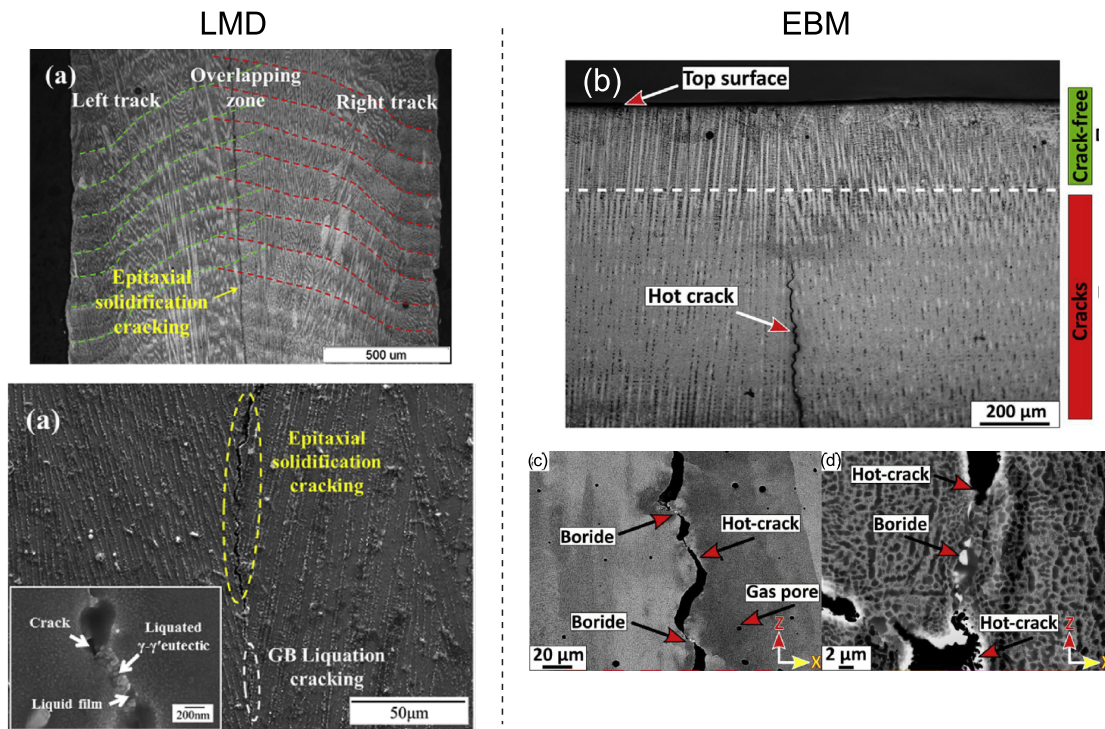 LMD
EBM
(a)
Left track
Overlapping
zone
Right track
Epitaxial
solidification
cracking
500 um
(b)
Top surface
Hot crack
200 μm
Crack-free
Cracks
(a)
Epitaxial
solidification
cracking
GB Liquation
cracking
50μm
Crack
Liquated
γ-γ′eutectic
Liquid film
200nm
(c)
Boride
Hot-crack
Gas pore
Boride
20 μm
Z
X
(d)
Hot-crack
Boride
Hot-crack
2 μm
Z
X